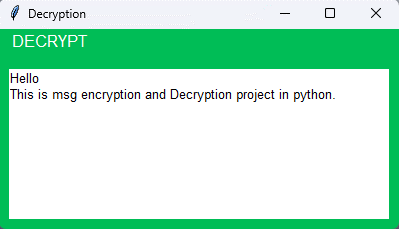 Decryption
DECRYPT
Hello
This is msg encryption and Decryption project in python.